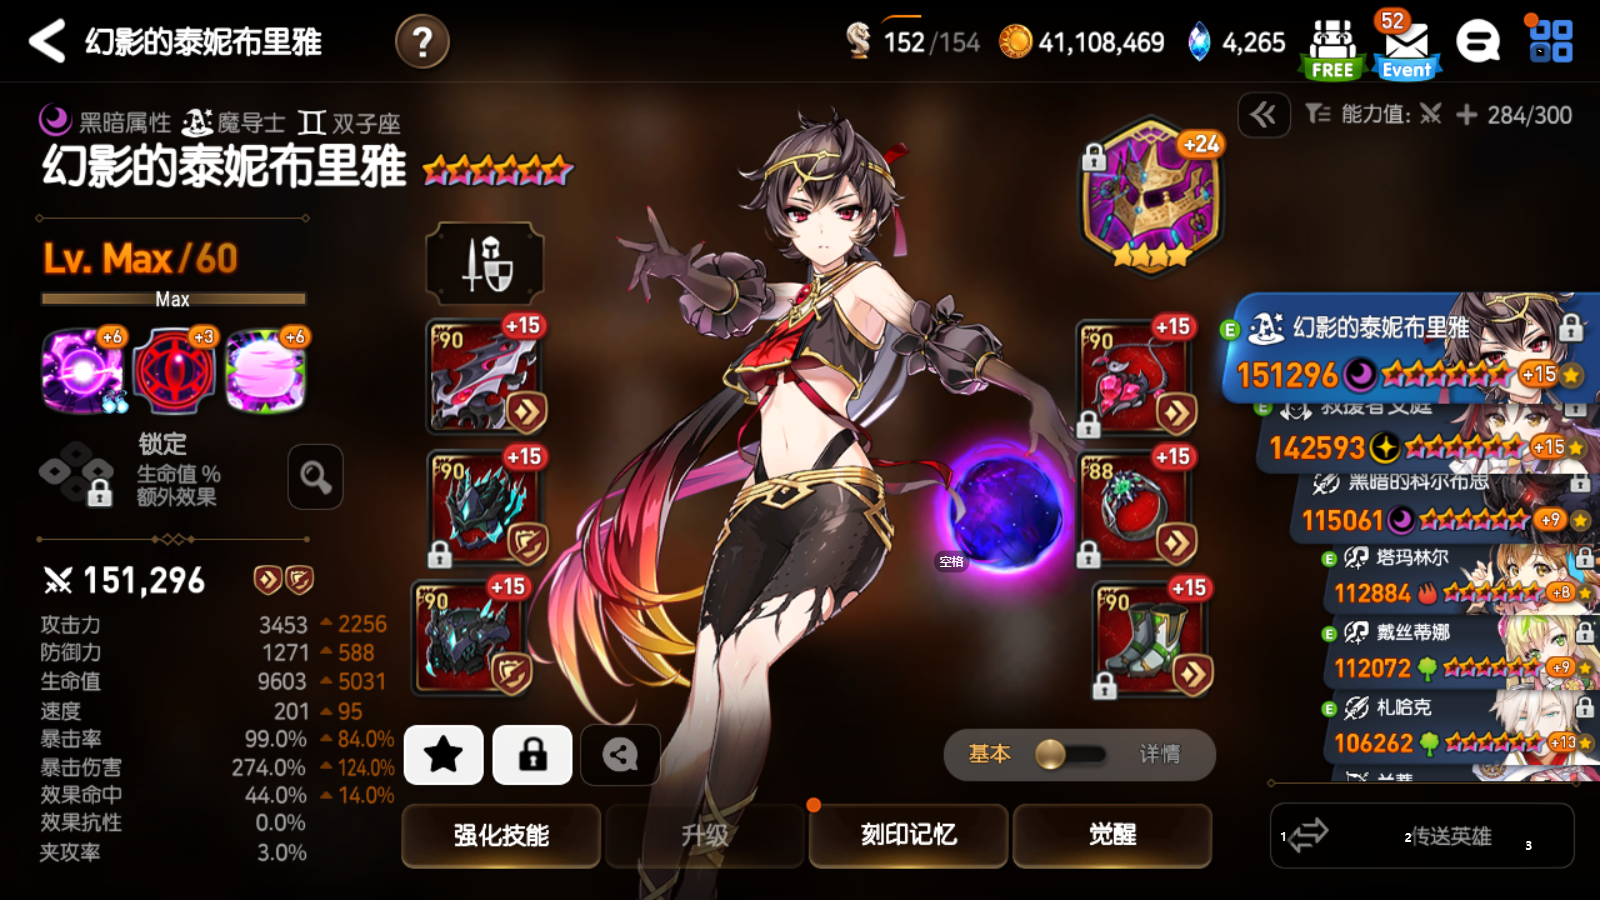 幻影的泰妮布里雅
?
152/154
41,108,469
4,265
FREE
52
Event
黑暗属性 魔导士 双子座
幻影的泰妮布里雅
能力值: 284/300
+24
Lv. Max/60
Max
+6
+3
+6
锁定
生命值 %
额外效果
90 +15
90 +15
90 +15
90 +15
88 +15
90 +15
空格
151,296
攻击力 3453 2256
防御力 1271 588
生命值 9603 5031
速度 201 95
暴击率 99.0% 84.0%
暴击伤害 274.0% 124.0%
效果命中 44.0% 14.0%
效果抗性 0.0%
夹攻率 3.0%
E 幻影的泰妮布里雅
151296 +15
E 救援者艾庭
142593 +15
黑暗的科尔布思
115061 +9
E 塔玛林尔
112884 +8
E 戴丝蒂娜
112072 +9
E 札哈克
106262 +13
基本 详情
强化技能
升级
刻印记忆
觉醒
1
2 传送英雄
3